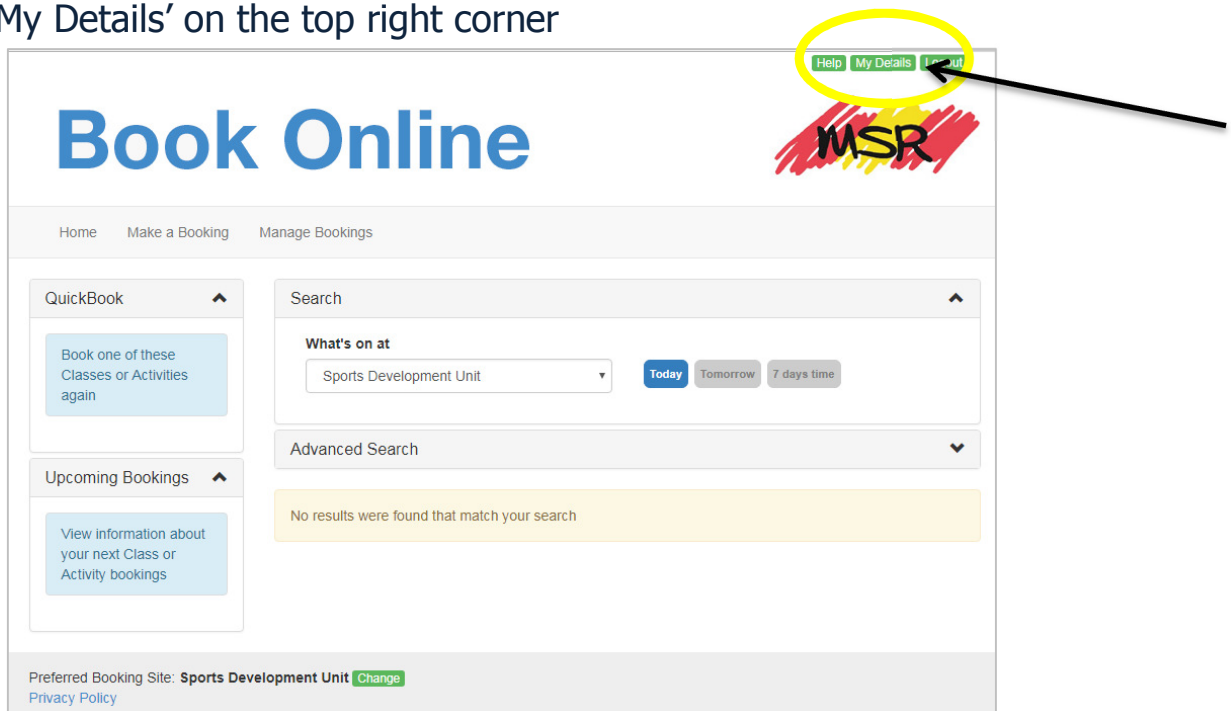 My Details’ on the top right corner
Help My Details Logout
Book Online
MSR
Home Make a Booking Manage Bookings
QuickBook
Book one of these
Classes or Activities
again
Upcoming Bookings
View information about
your next Class or
Activity bookings
Search
What's on at
Sports Development Unit Today Tomorrow 7 days time
Advanced Search
No results were found that match your search
Preferred Booking Site: Sports Development Unit Change
Privacy Policy